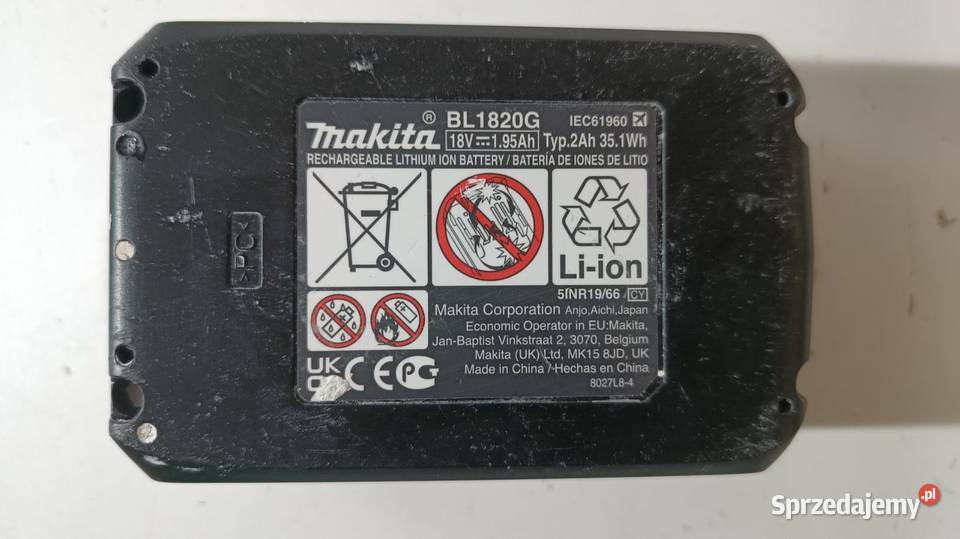 makita® BL1820G IEC61960
18V⎓1.95Ah Typ.2Ah 35.1Wh
RECHARGEABLE LITHIUM ION BATTERY / BATERÍA DE IONES DE LITIO
>PC<
Li-ion
5INR19/66 CY
Makita Corporation Anjo,Aichi,Japan
Economic Operator in EU:Makita,
Jan-Baptist Vinkstraat 2, 3070, Belgium
Makita (UK) Ltd, MK15 8JD, UK
Made in China / Hechas en China
8027L8-4
UK
CE
Sprzedajemy.pl